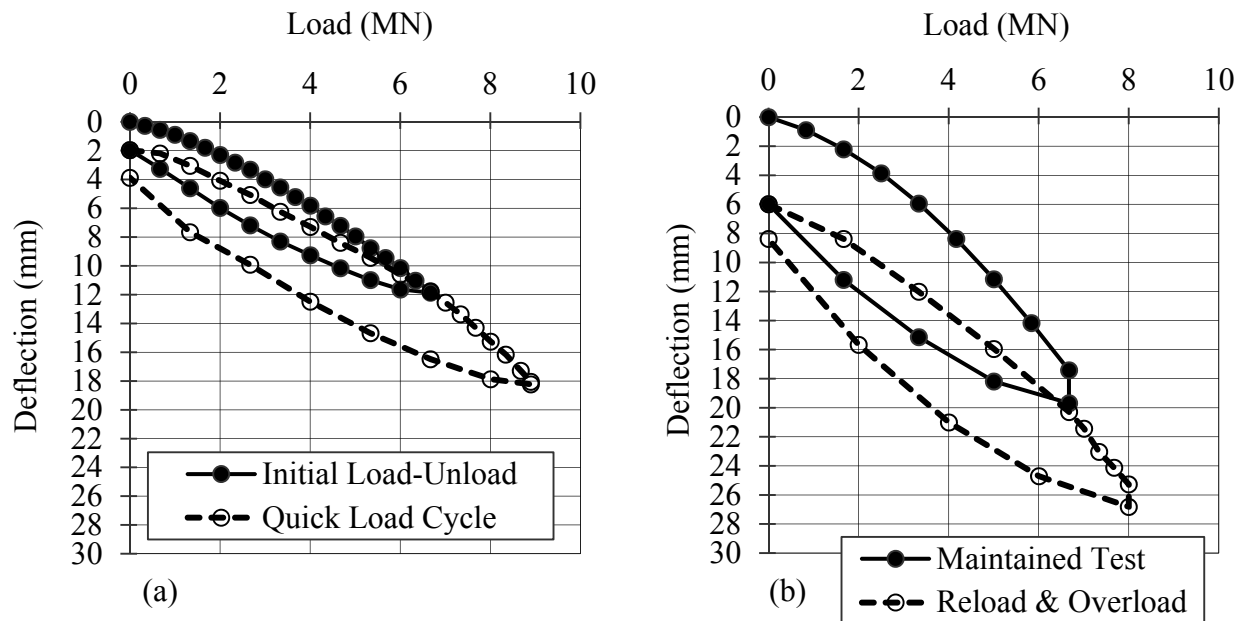 Load (MN)
0 2 4 6 8 10
0
2
4
6
8
10
12
14
16
18
20
22
24
26
28
30
Deflection (mm)
Initial Load-Unload
Quick Load Cycle
(a)
Load (MN)
0 2 4 6 8 10
0
2
4
6
8
10
12
14
16
18
20
22
24
26
28
30
Deflection (mm)
Maintained Test
Reload & Overload
(b)